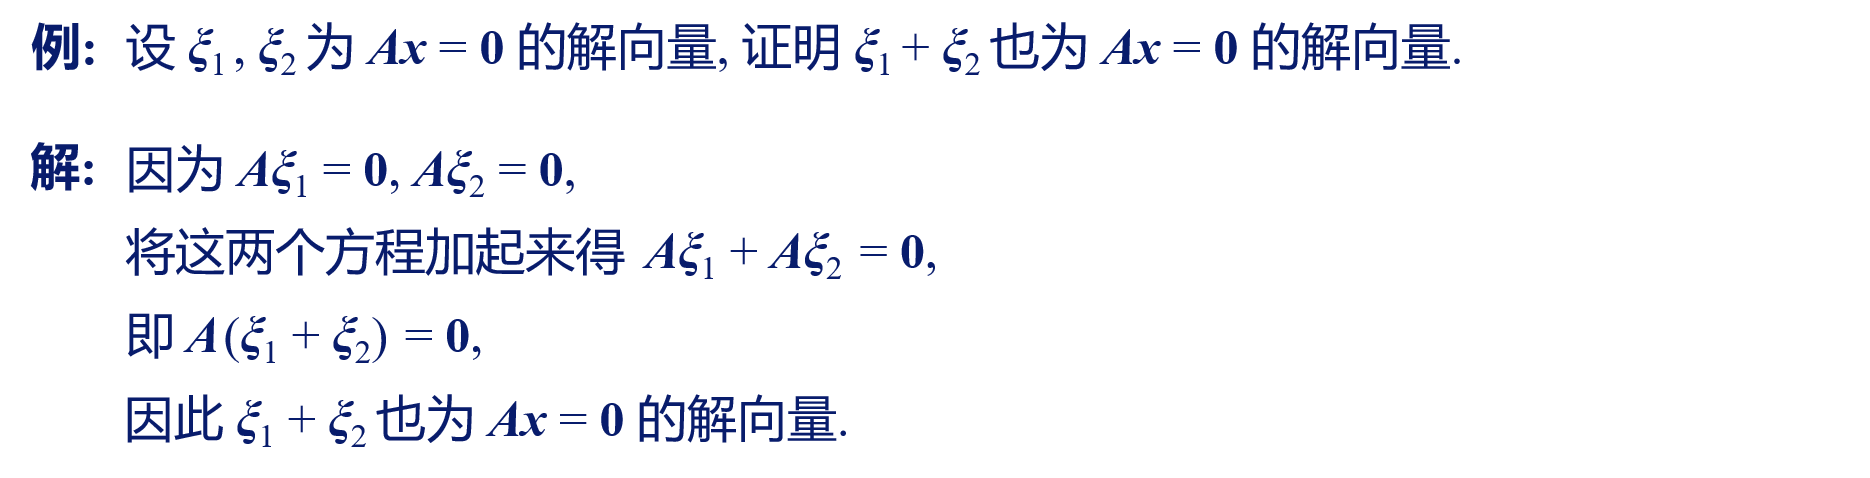 例: 设 ξ₁, ξ₂ 为 Ax = 0 的解向量, 证明 ξ₁ + ξ₂ 也为 Ax = 0 的解向量.
解: 因为 Aξ₁ = 0, Aξ₂ = 0,
将这两个方程加起来得 Aξ₁ + Aξ₂ = 0,
即 A(ξ₁ + ξ₂) = 0,
因此 ξ₁ + ξ₂ 也为 Ax = 0 的解向量.